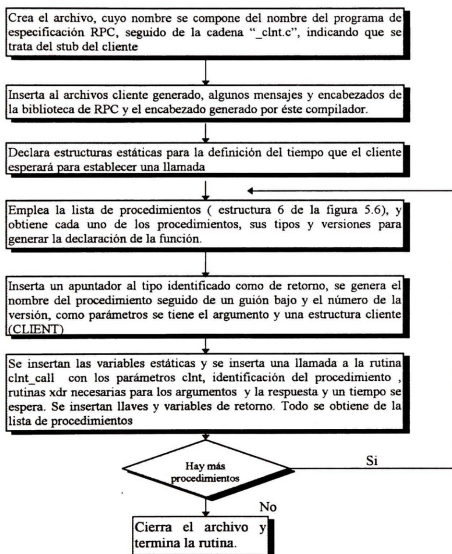 Crea el archivo, cuyo nombre se compone del nombre del programa de
especificación RPC, seguido de la cadena “_clnt.c”, indicando que se
trata del stub del cliente
Inserta al archivos cliente generado, algunos mensajes y encabezados de
la biblioteca de RPC y el encabezado generado por éste compilador.
Declara estructuras estáticas para la definición del tiempo que el cliente
esperará para establecer una llamada
Emplea la lista de procedimientos ( estructura 6 de la figura 5.6), y
obtiene cada uno de los procedimientos, sus tipos y versiones para
generar la declaración de la función.
Inserta un apuntador al tipo identificado como de retorno, se genera el
nombre del procedimiento seguido de un guión bajo y el número de la
versión, como parámetros se tiene el argumento y una estructura cliente
(CLIENT)
Se insertan las variables estáticas y se inserta una llamada a la rutina
clnt_call con los parámetros clnt, identificación del procedimiento ,
rutinas xdr necesarias para los argumentos y la respuesta y un tiempo se
espera. Se insertan llaves y variables de retorno. Todo se obtiene de la
lista de procedimientos
Hay más
procedimientos
Si
No
Cierra el archivo y
termina la rutina.